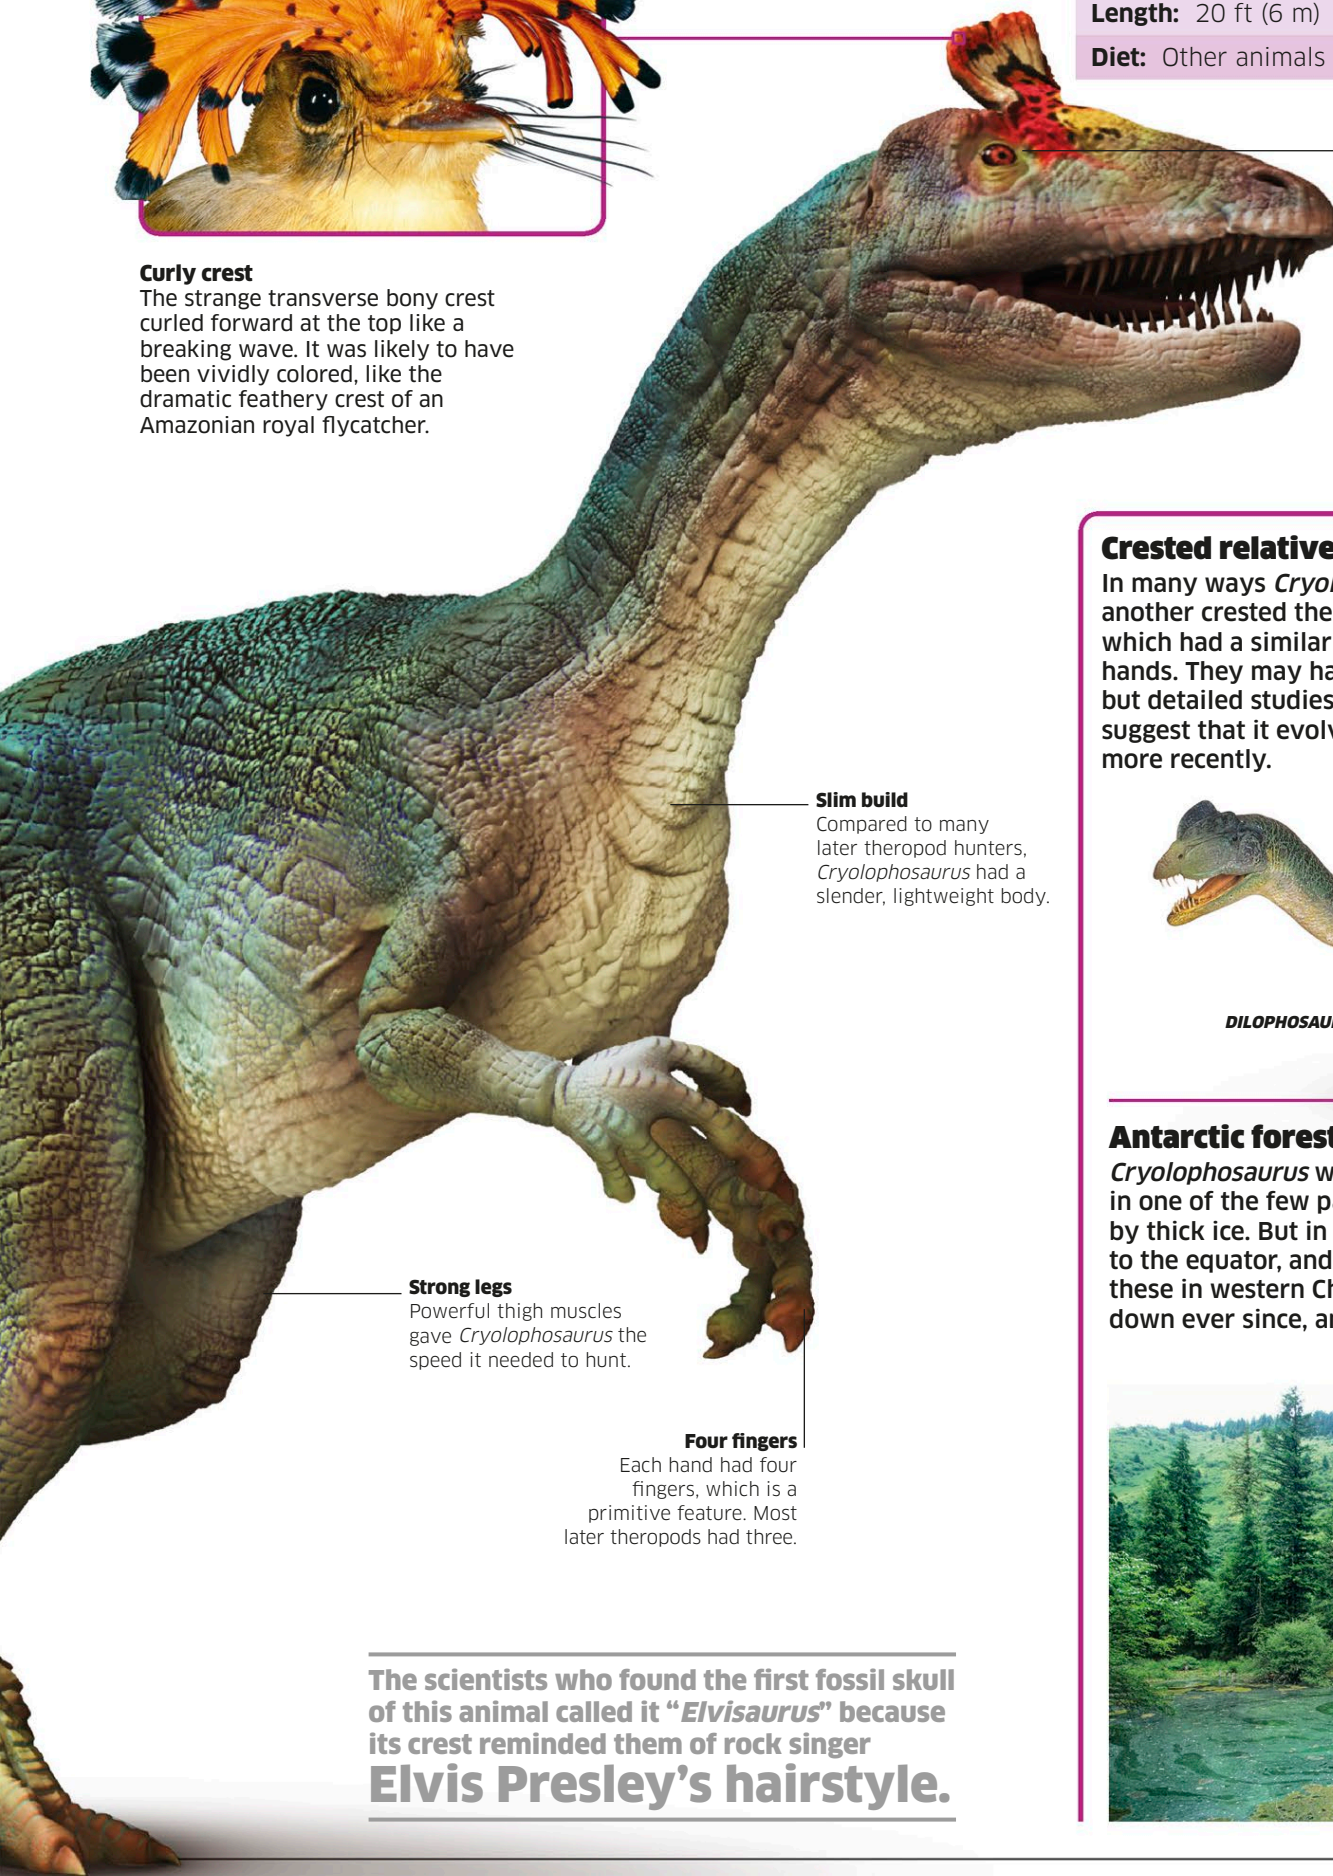 Length: 20 ft (6 m)
Diet: Other animals
Curly crest
The strange transverse bony crest
curled forward at the top like a
breaking wave. It was likely to have
been vividly colored, like the
dramatic feathery crest of an
Amazonian royal flycatcher.
Slim build
Compared to many
later theropod hunters,
Cryolophosaurus had a
slender, lightweight body.
Strong legs
Powerful thigh muscles
gave Cryolophosaurus the
speed it needed to hunt.
Four fingers
Each hand had four
fingers, which is a
primitive feature. Most
later theropods had three.
The scientists who found the first fossil skull
of this animal called it “Elvisaurus” because
its crest reminded them of rock singer
Elvis Presley’s hairstyle.
Crested relative
In many ways
another crested
which had a similar
hands. They may
but detailed studies
suggest that it
more recently.
Antarctic
Cryolophosaurus
in one of the few
by thick ice. But in
to the equator, and
these in western
down ever since,